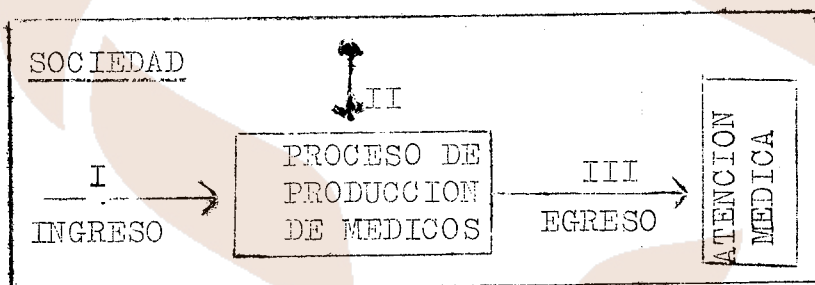 SOCIEDAD
II
I
INGRESO
PROCESO DE
PRODUCCION
DE MEDICOS
III
EGRESO
ATENCION
MEDICA